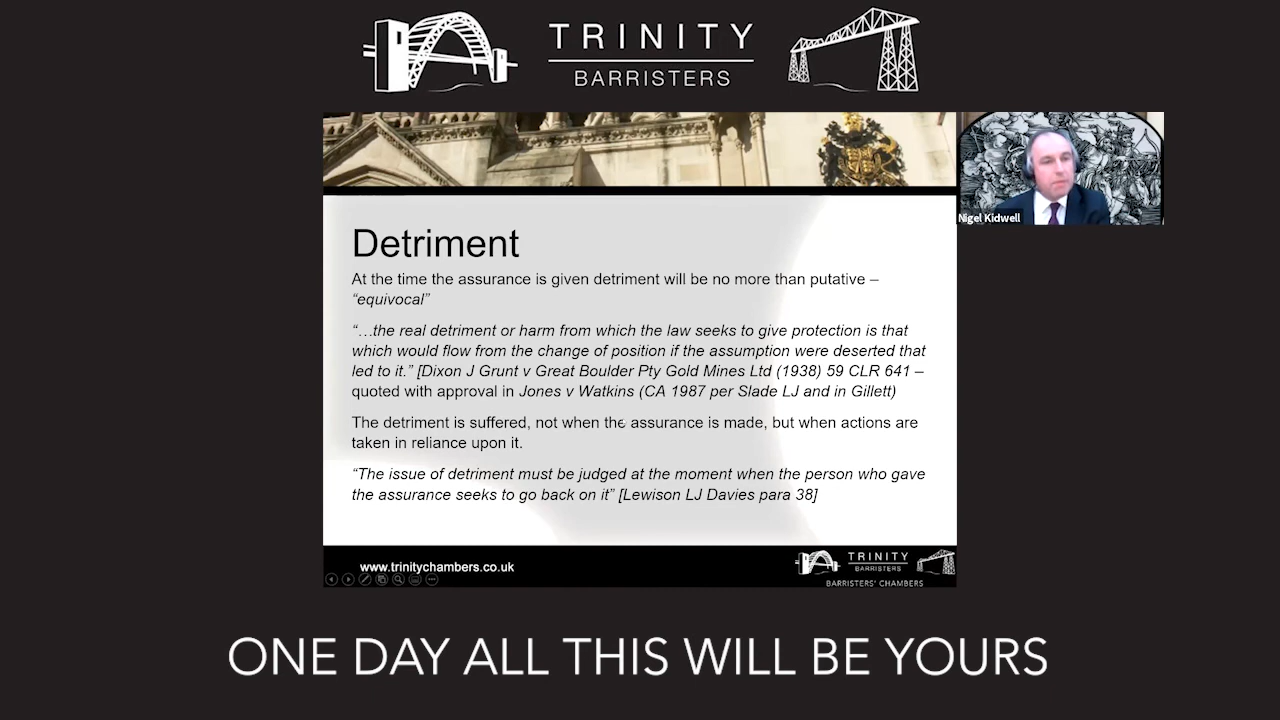 TRINITY
BARRISTERS
Nigel Kidwell
Detriment
At the time the assurance is given detriment will be no more than putative –
“equivocal”
“…the real detriment or harm from which the law seeks to give protection is that
which would flow from the change of position if the assumption were deserted that
led to it.” [Dixon J Grunt v Great Boulder Pty Gold Mines Ltd (1938) 59 CLR 641 –
quoted with approval in Jones v Watkins (CA 1987 per Slade LJ and in Gillett)
The detriment is suffered, not when the assurance is made, but when actions are
taken in reliance upon it.
“The issue of detriment must be judged at the moment when the person who gave
the assurance seeks to go back on it” [Lewison LJ Davies para 38]
www.trinitychambers.co.uk
TRINITY
BARRISTERS
BARRISTERS' CHAMBERS
ONE DAY ALL THIS WILL BE YOURS